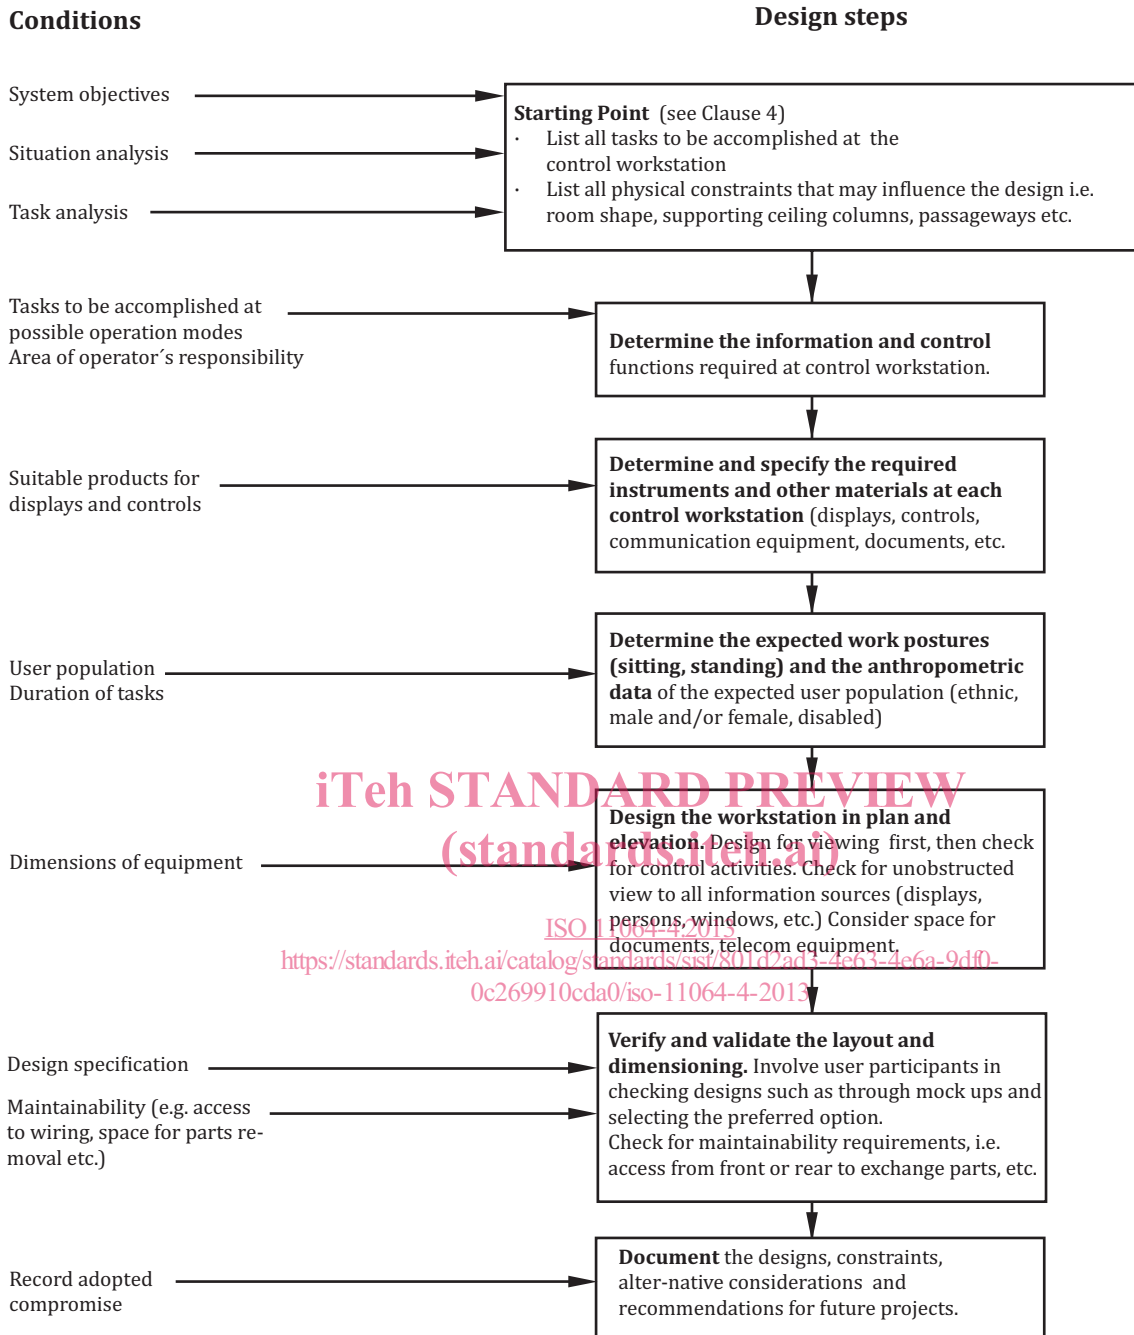 Conditions
Design steps
System objectives
Situation analysis
Task analysis
Starting Point (see Clause 4)
· List all tasks to be accomplished at the
control workstation
· List all physical constraints that may influence the design i.e.
room shape, supporting ceiling columns, passageways etc.
Tasks to be accomplished at
possible operation modes
Area of operator´s responsibility
Determine the information and control
functions required at control workstation.
Suitable products for
displays and controls
Determine and specify the required
instruments and other materials at each
control workstation (displays, controls,
communication equipment, documents, etc.
User population
Duration of tasks
Determine the expected work postures
(sitting, standing) and the anthropometric
data of the expected user population (ethnic,
male and/or female, disabled)
iTeh STANDARD PREVIEW
(standards.iteh.ai)
Dimensions of equipment
Design the workstation in plan and
elevation. Design for viewing first, then check
for control activities. Check for unobstructed
view to all information sources (displays,
persons, windows, etc.) Consider space for
documents, telecom equipment.
ISO 11064-4:2013
https://standards.iteh.ai/catalog/standards/sist/801d2ad3-4e63-4e6a-9df0-
0c269910cda0/iso-11064-4-2013
Design specification
Maintainability (e.g. access
to wiring, space for parts re-
moval etc.)
Verify and validate the layout and
dimensioning. Involve user participants in
checking designs such as through mock ups and
selecting the preferred option.
Check for maintainability requirements, i.e.
access from front or rear to exchange parts, etc.
Record adopted
compromise
Document the designs, constraints,
alter-native considerations and
recommendations for future projects.